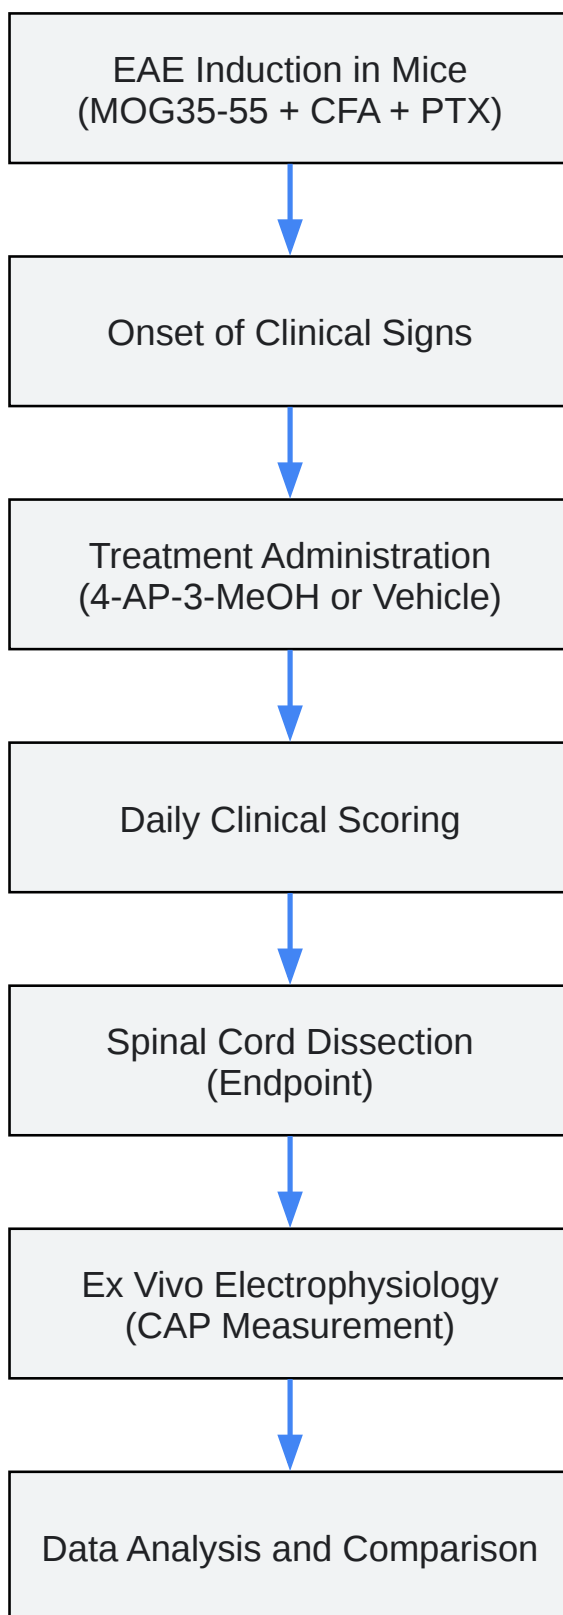 EAE Induction in Mice
(MOG35-55 + CFA + PTX)
Onset of Clinical Signs
Treatment Administration
(4-AP-3-MeOH or Vehicle)
Daily Clinical Scoring
Spinal Cord Dissection
(Endpoint)
Ex Vivo Electrophysiology
(CAP Measurement)
Data Analysis and Comparison